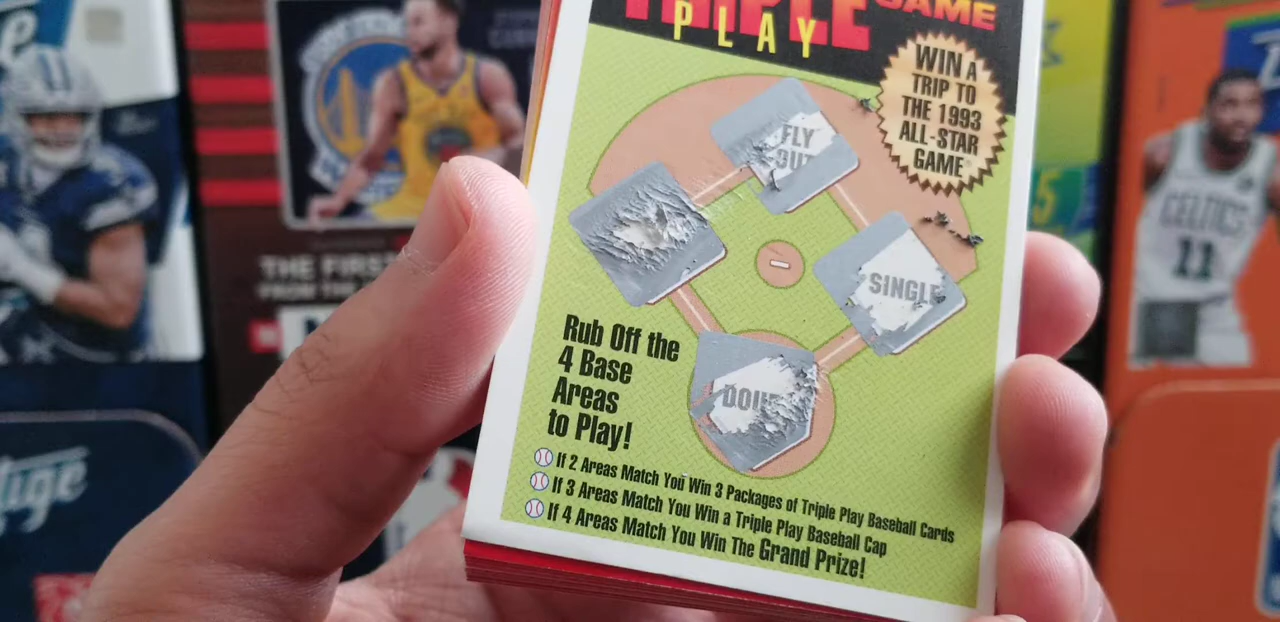 GAME
TRIPLE
PLAY
WIN A
TRIP TO
THE 1993
ALL-STAR
GAME
FLY
OUT
SINGLE
Rub Off the
4 Base
Areas
to Play!
If 2 Areas Match You Win 3 Packages of Triple Play Baseball Cards
If 3 Areas Match You Win a Triple Play Baseball Cap
If 4 Areas Match You Win The Grand Prize!
THE FIRST
CELTICS
11